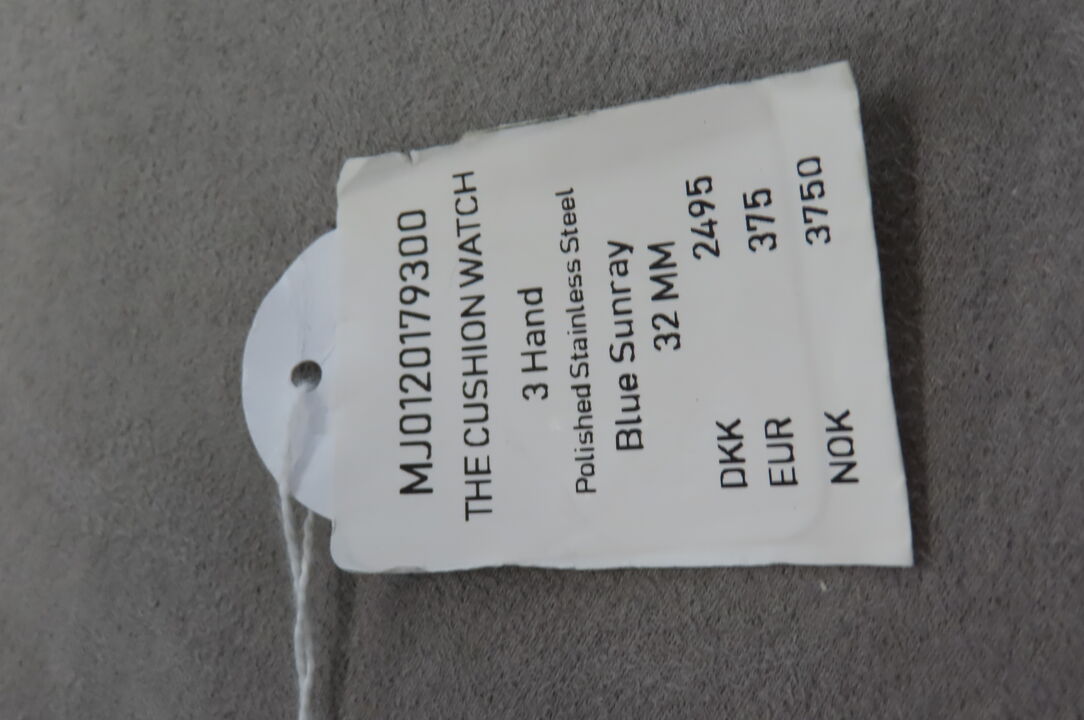 MJ0120179300
THE CUSHION WATCH
3 Hand
Polished Stainless Steel
Blue Sunray
32 MM
DKK 2495
EUR 375
NOK 3750